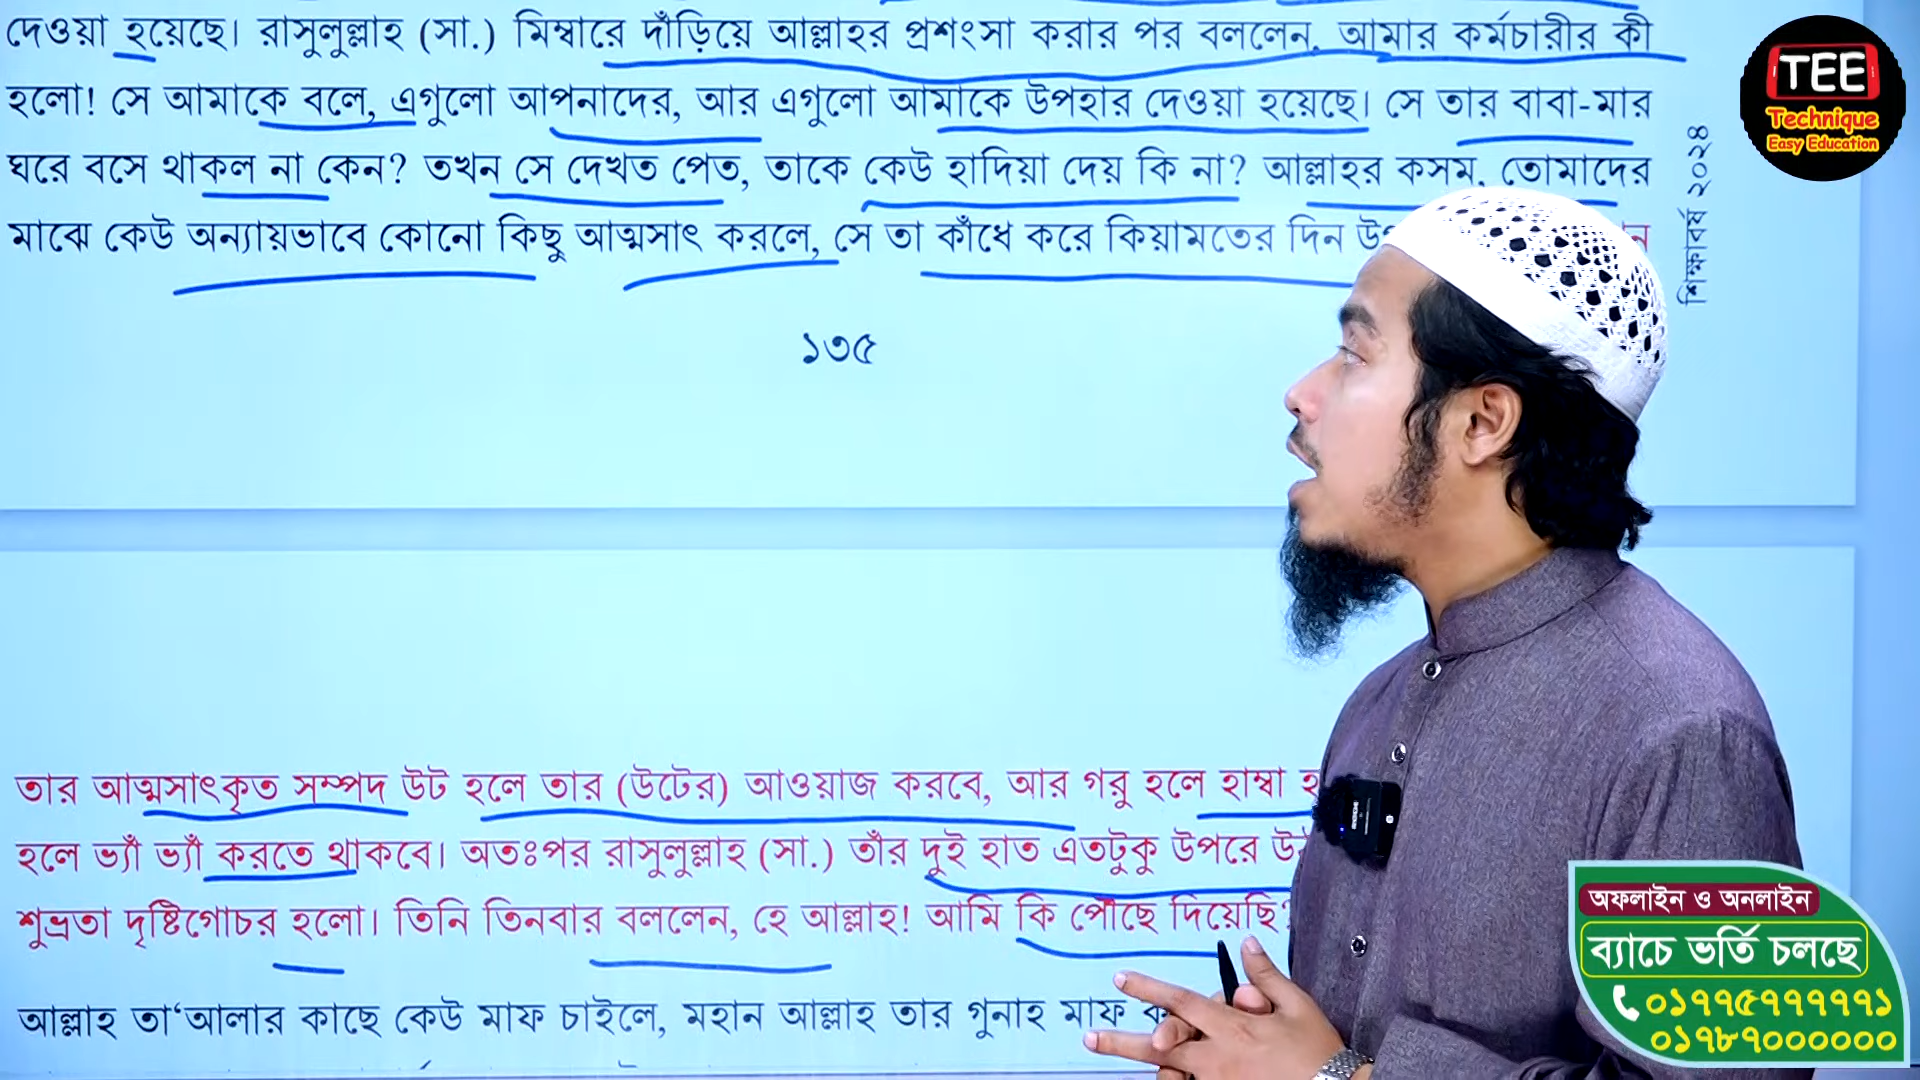 দেওয়া হয়েছে। রাসুলুল্লাহ (সা.) মিম্বারে দাঁড়িয়ে আল্লাহর প্রশংসা করার পর বললেন, আমার কর্মচারীর কী
হলো! সে আমাকে বলে, এগুলো আপনাদের, আর এগুলো আমাকে উপহার দেওয়া হয়েছে। সে তার বাবা-মার
ঘরে বসে থাকল না কেন? তখন সে দেখত পেত, তাকে কেউ হাদিয়া দেয় কি না? আল্লাহর কসম, তোমাদের
মাঝে কেউ অন্যায়ভাবে কোনো কিছু আত্মসাৎ করলে, সে তা কাঁধে করে কিয়ামতের দিন
১৩৫
শিক্ষাবর্ষ ২০২৪
তার আত্মসাৎকৃত সম্পদ উট হলে তার (উটের) আওয়াজ করবে, আর গরু হলে হাম্বা
হলে ভ্যাঁ ভ্যাঁ করতে থাকবে। অতঃপর রাসুলুল্লাহ (সা.) তাঁর দুই হাত এতটুকু উপরে
শুভ্রতা দৃষ্টিগোচর হলো। তিনি তিনবার বললেন, হে আল্লাহ! আমি কি পৌছে দিয়েছি?
আল্লাহ তা‘আলার কাছে কেউ মাফ চাইলে, মহান আল্লাহ তার গুনাহ মাফ
TEE
Technique
Easy Education
অফলাইন ও অনলাইন
ব্যাচে ভর্তি চলছে
০১৭৭৫৭৭৭৭৭১
০১৭৮৭০০০০০০